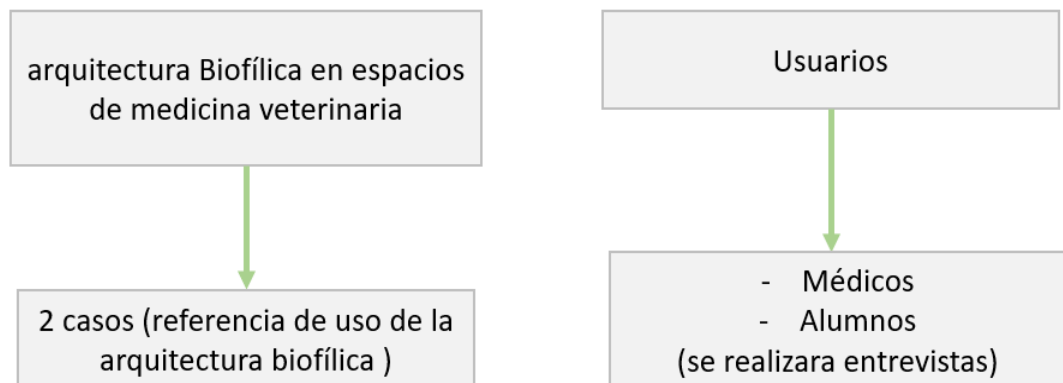 arquitectura Biofílica en espacios
de medicina veterinaria
2 casos (referencia de uso de la
arquitectura biofílica )
Usuarios
- Médicos
- Alumnos
(se realizara entrevistas)